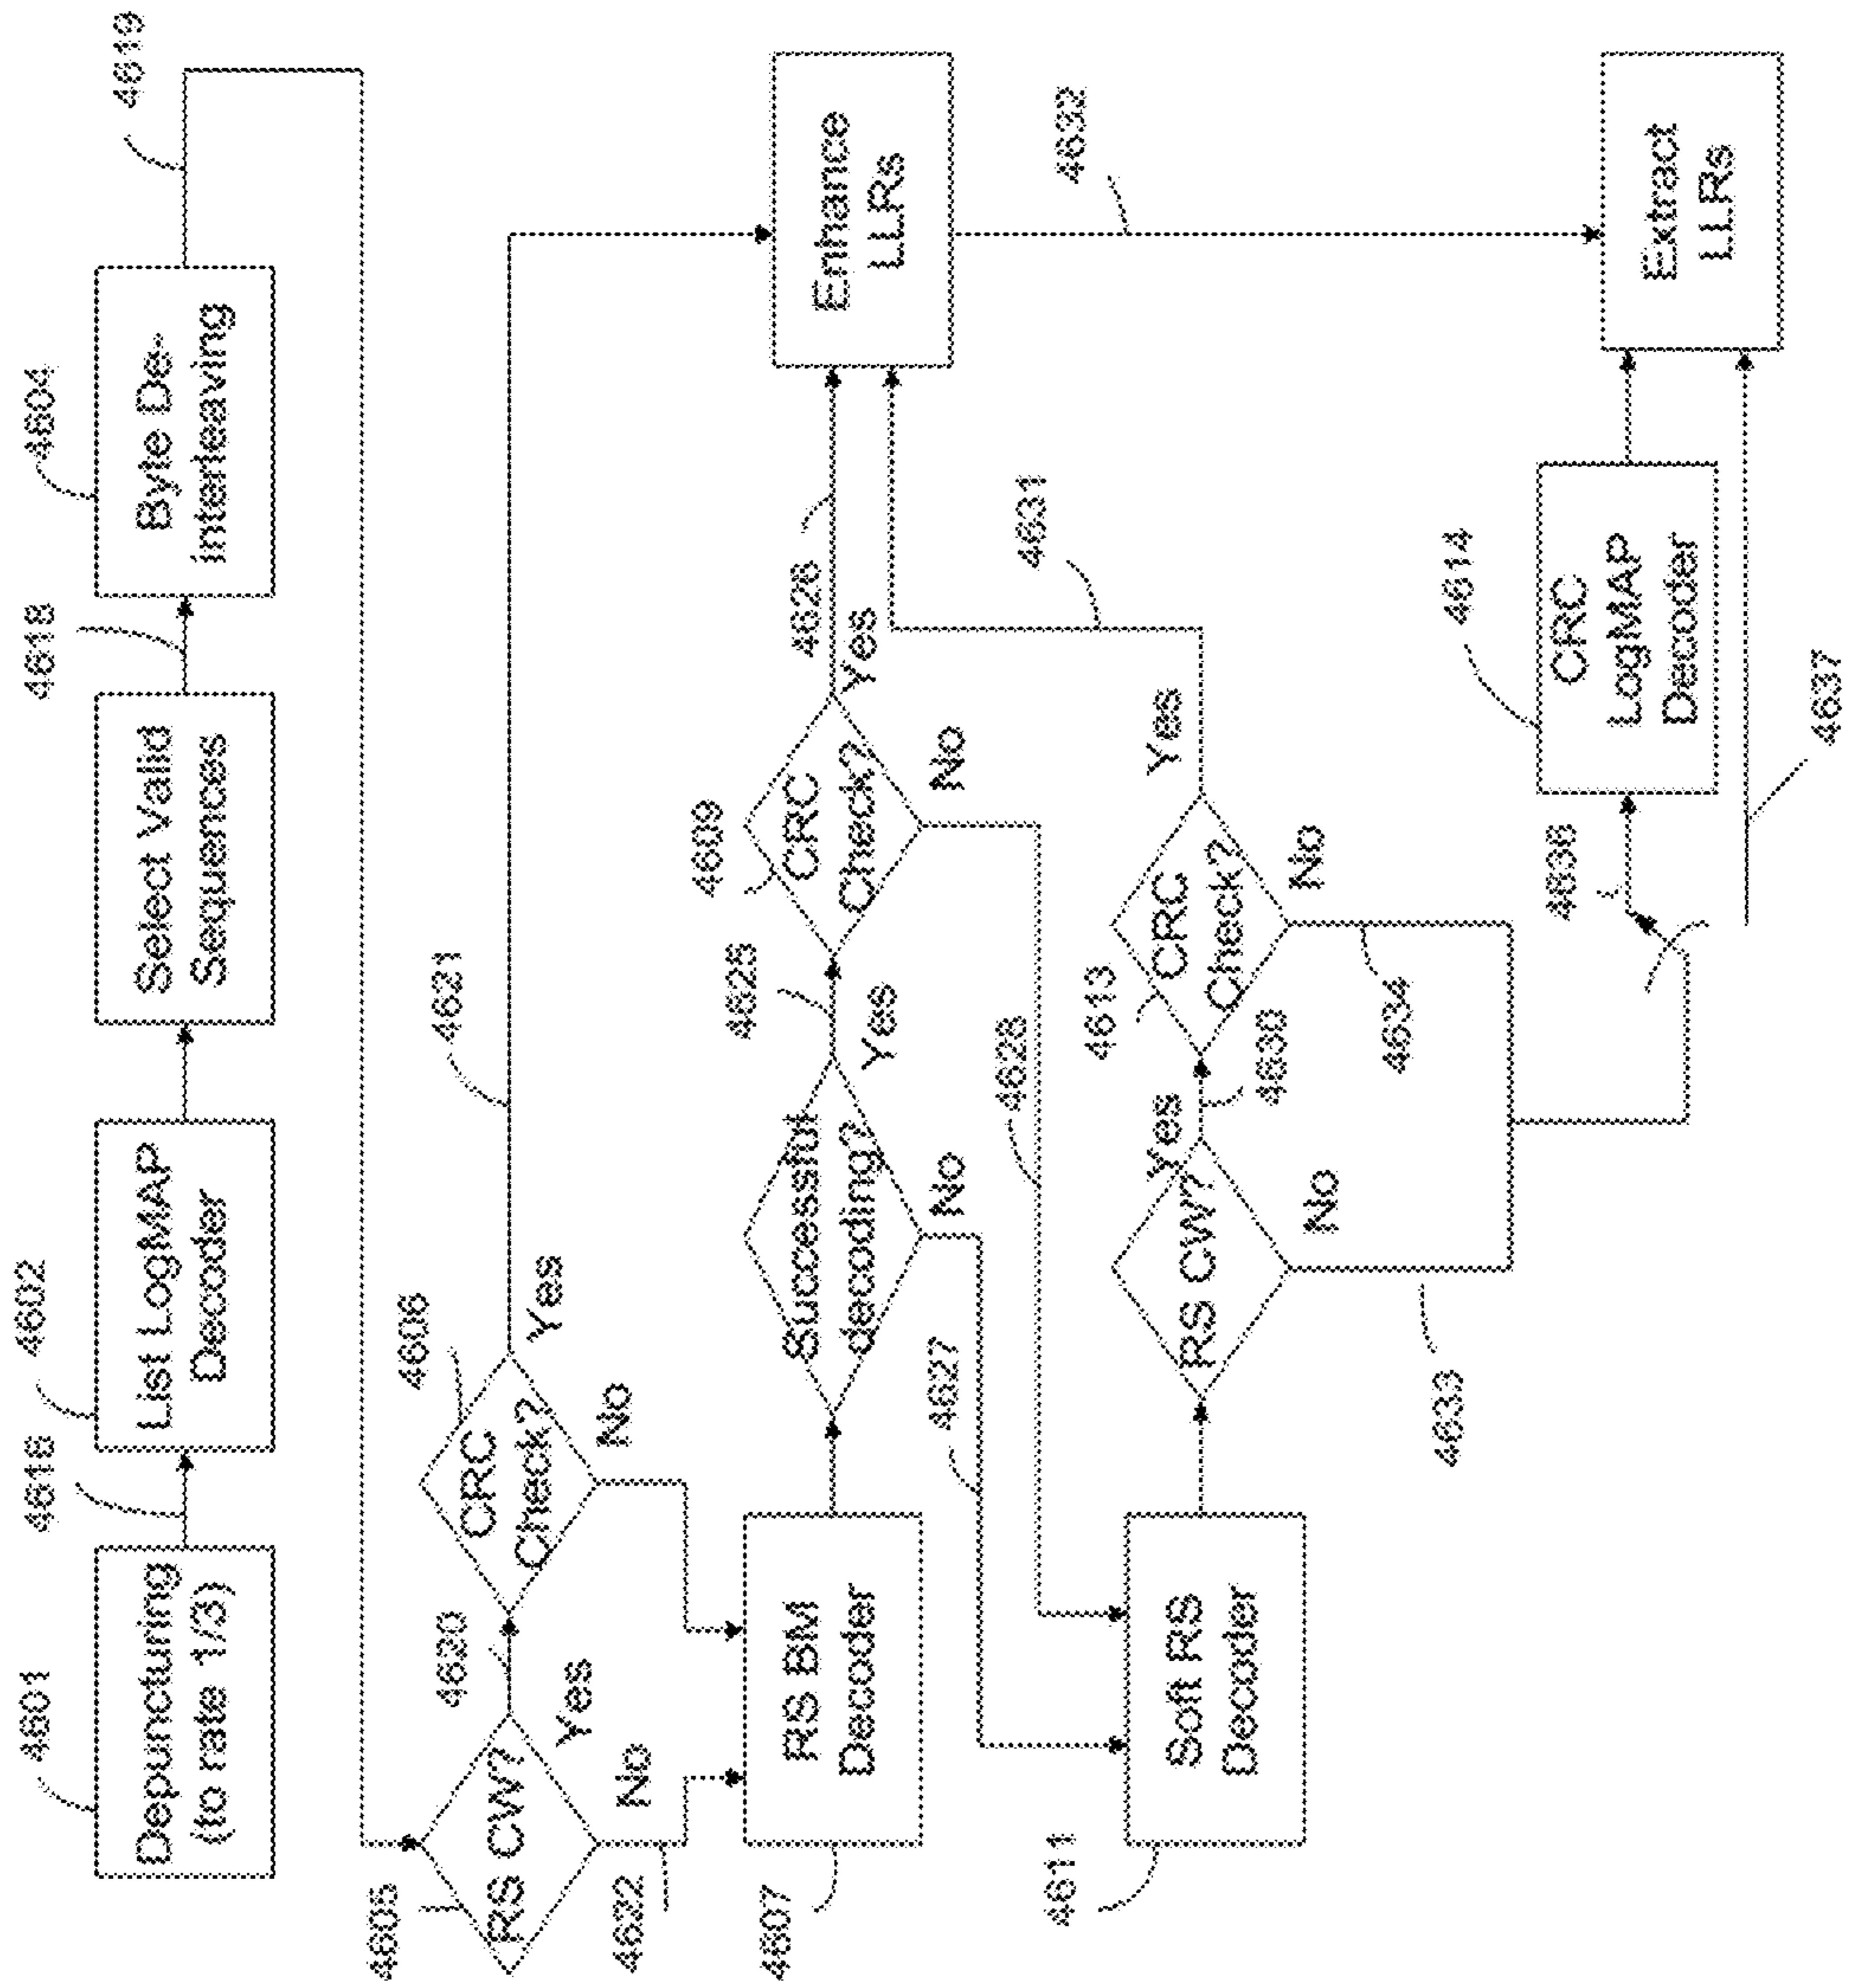 4601
Depuncturing
(to rate 1/3)
4616
4602
List LogMAP
Decoder
Select Valid
Sequences
4618
4604
Byte De-
interleaving
4619
4605
RS CW?
Yes
No
4622
4620
4606
CRC
Check?
Yes
No
4621
4607
RS BM
Decoder
Successful
decoding?
Yes
No
4625
4609
CRC
Check?
Yes
No
4626
Enhance
LLRs
4627
4628
4611
Soft RS
Decoder
RS CW?
Yes
No
4630
4633
4613
CRC
Check?
Yes
No
4631
4634
4632
4636
4614
CRC
LogMAP
Decoder
4637
Extract
LLRs